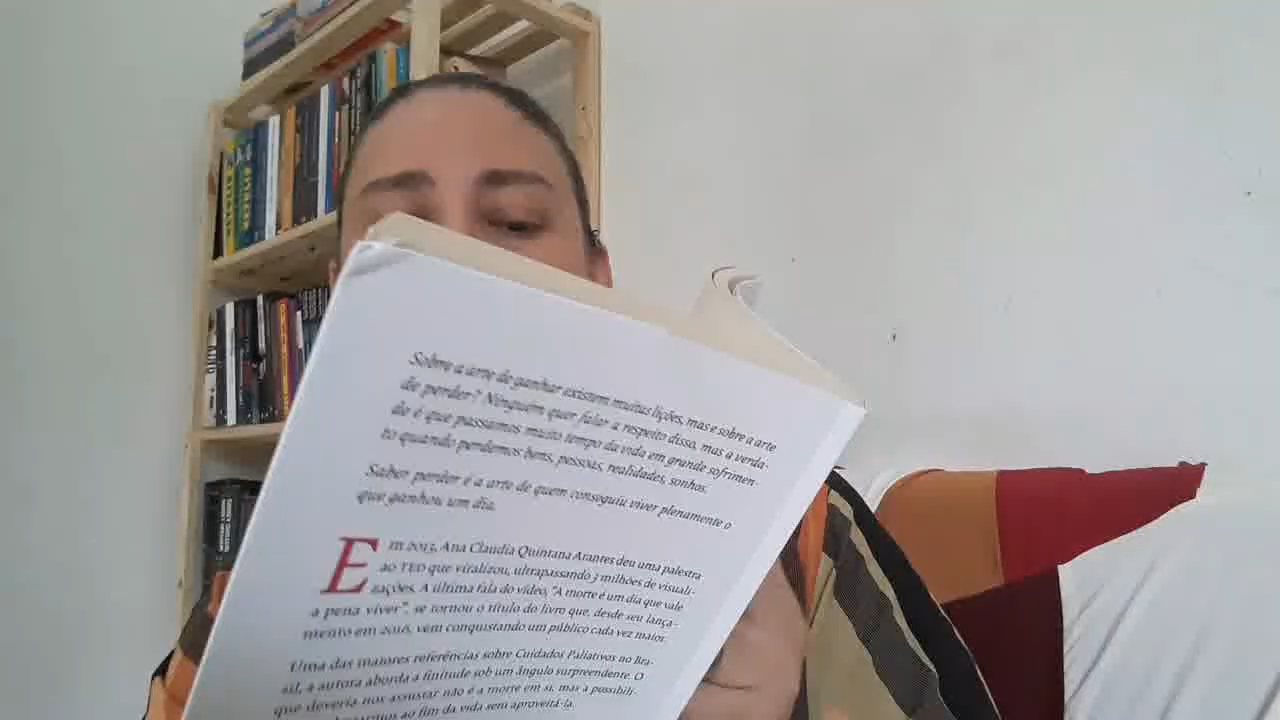 Sobre a arte de ganhar existem muitas lições, mas e sobre a arte
de perder? Ninguém quer falar a respeito disso, mas a verda-
de é que passamos muito tempo da vida em grande sofrimen-
to quando perdemos bens, pessoas, realidades, sonhos.
Saber perder é a arte de quem conseguiu viver plenamente o
que ganhou um dia.
Em 2013, Ana Claudia Quintana Arantes deu uma palestra
ao TED que viralizou, ultrapassando 3 milhões de visuali-
zações. A última fala do vídeo, "A morte é um dia que vale
a pena viver", se tornou o título do livro que, desde seu lança-
mento em 2016, vem conquistando um público cada vez maior.
Uma das maiores referências sobre Cuidados Paliativos no Bra-
sil, a autora aborda a finitude sob um ângulo surpreendente. O
que deveria nos assustar não é a morte em si, mas a possibili-
ao fim da vida sem aproveitá-la.